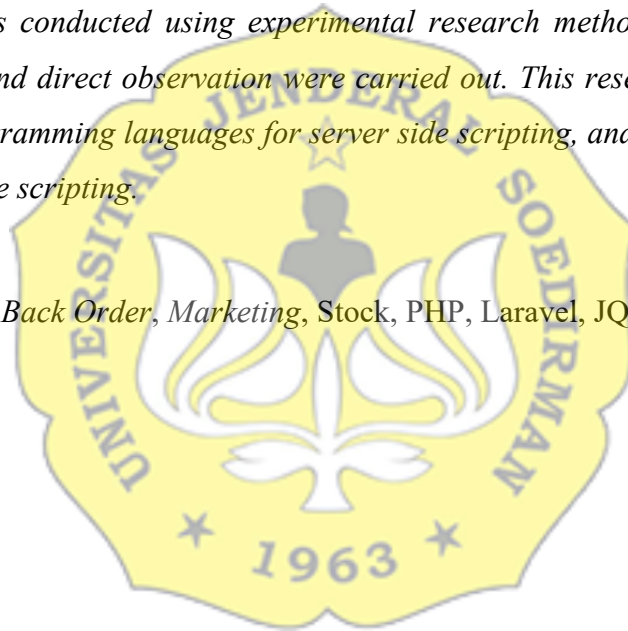 s conducted using experimental research metho
nd direct observation were carried out. This rese
ramming languages for server side scripting, and
e scripting.
Back Order, Marketing, Stock, PHP, Laravel, JQ
UNIVERSITAS JENDERAL SOEDIRMAN
★ 1963 ★